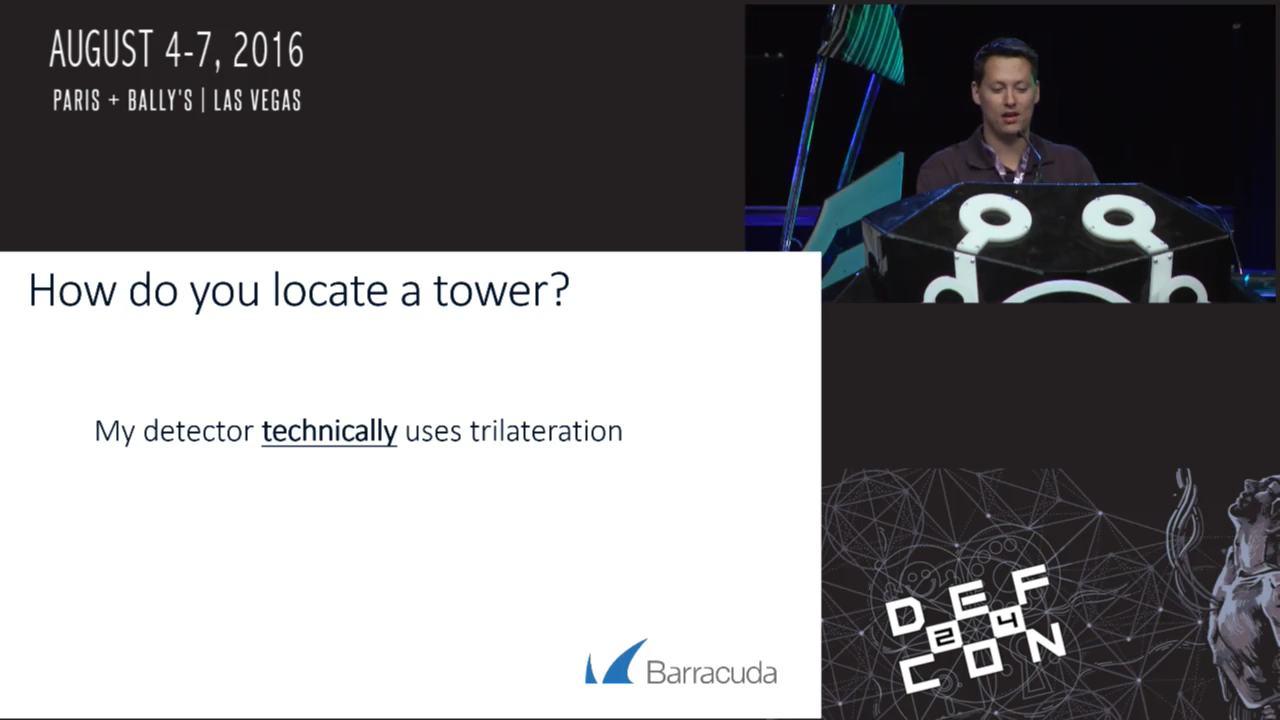 AUGUST 4-7, 2016
PARIS + BALLY'S | LAS VEGAS
How do you locate a tower?
My detector technically uses trilateration
Barracuda
DEF
24
CON